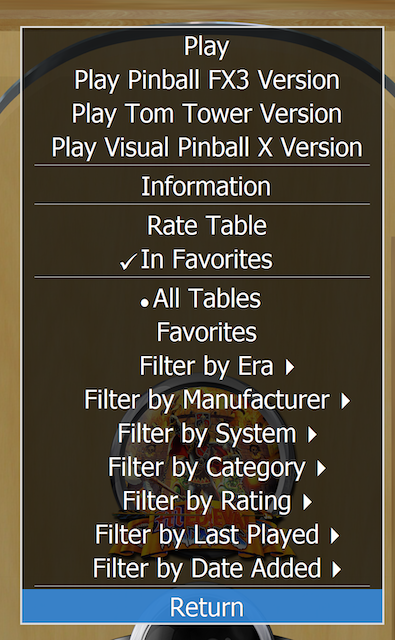 Play
Play Pinball FX3 Version
Play Tom Tower Version
Play Visual Pinball X Version
Information
Rate Table
✓In Favorites
•All Tables
Favorites
Filter by Era ▸
Filter by Manufacturer ▸
Filter by System ▸
Filter by Category ▸
Filter by Rating ▸
Filter by Last Played ▸
Filter by Date Added ▸
Return